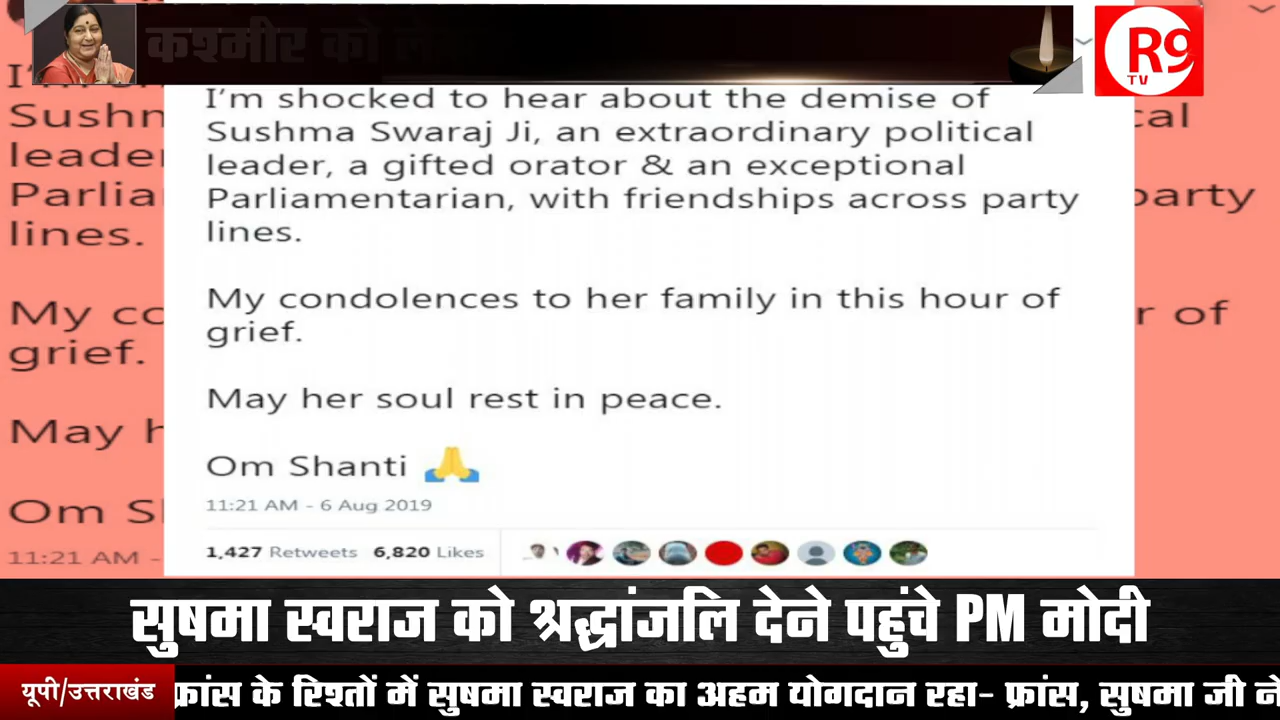 कश्मीर को
R9
TV
I'm shocked to hear about the demise of
Sushma Swaraj Ji, an extraordinary political
leader, a gifted orator & an exceptional
Parliamentarian, with friendships across party
lines.
My condolences to her family in this hour of
grief.
May her soul rest in peace.
Om Shanti 🙏
11:21 AM - 6 Aug 2019
1,427 Retweets 6,820 Likes
सुषमा स्वराज को श्रद्धांजलि देने पहुंचे PM मोदी
यूपी/उत्तराखंड
फ्रांस के रिश्तों में सुषमा स्वराज का अहम योगदान रहा- फ्रांस, सुषमा जी ने